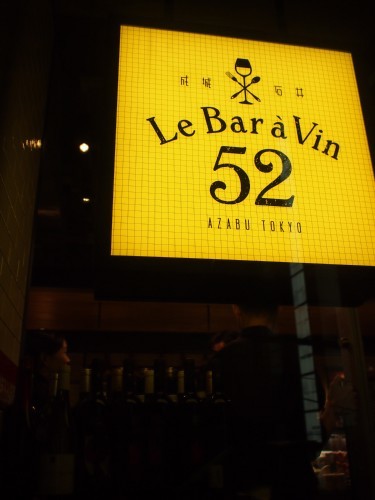 成城 石井
Le Bar à Vin
52
AZABU TOKYO